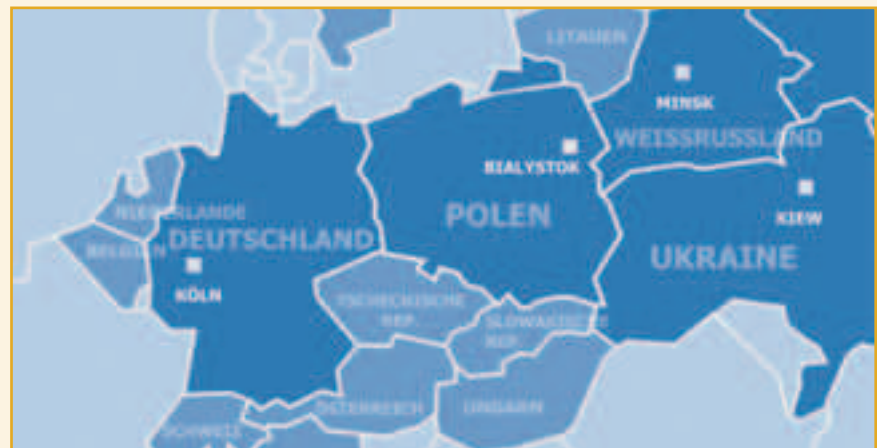 LITAUEN
MINSK
WEISSRUSSLAND
BIALYSTOK
KIEW
NIEDERLANDE
POLEN
BELGIEN
DEUTSCHLAND
UKRAINE
KÖLN
TSCHECHISCHE
REP.
SLOWAKISCHE
REP.
ÖSTERREICH
UNGARN
SCHWEIZ